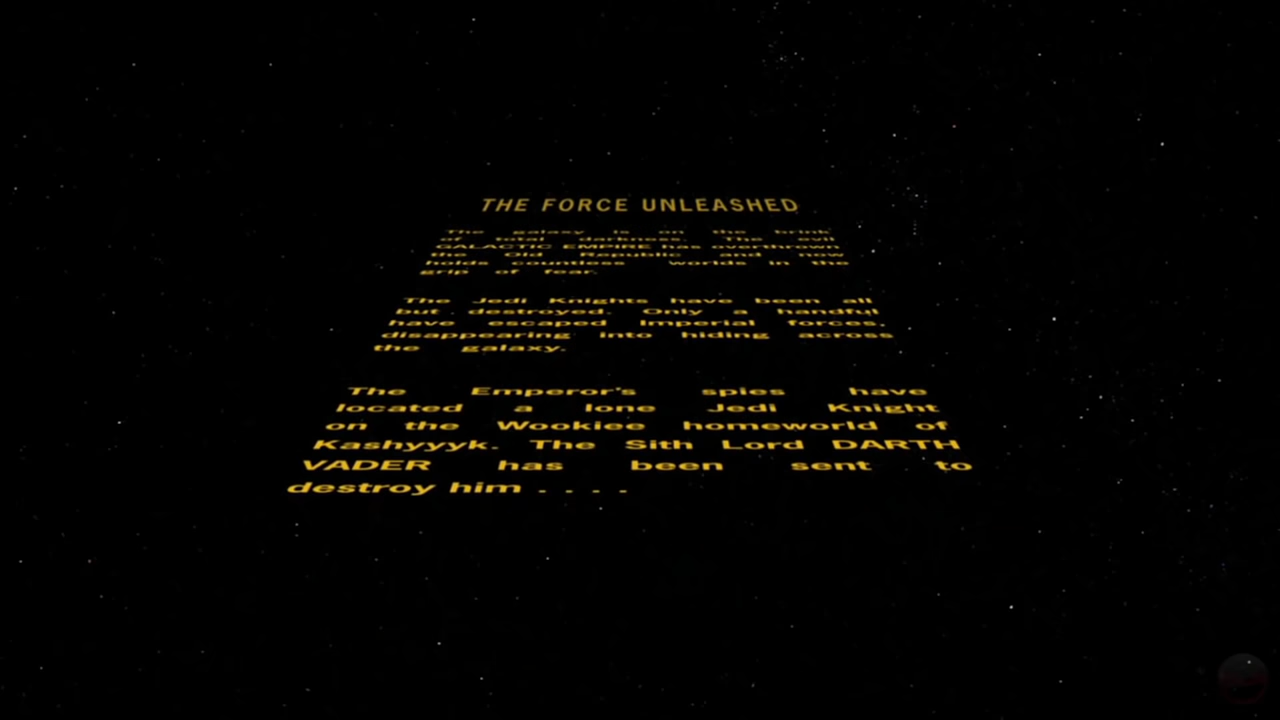 THE FORCE UNLEASHED
The galaxy is on the brink
of total darkness. The evil
GALACTIC EMPIRE has overthrown
the Old Republic and now
holds countless worlds in the
grip of fear.
The Jedi Knights have been all
but destroyed. Only a handful
have escaped Imperial forces,
disappearing into hiding across
the galaxy.
The Emperor's spies have
located a lone Jedi Knight
on the Wookiee homeworld of
Kashyyyk. The Sith Lord DARTH
VADER has been sent to
destroy him . . . .